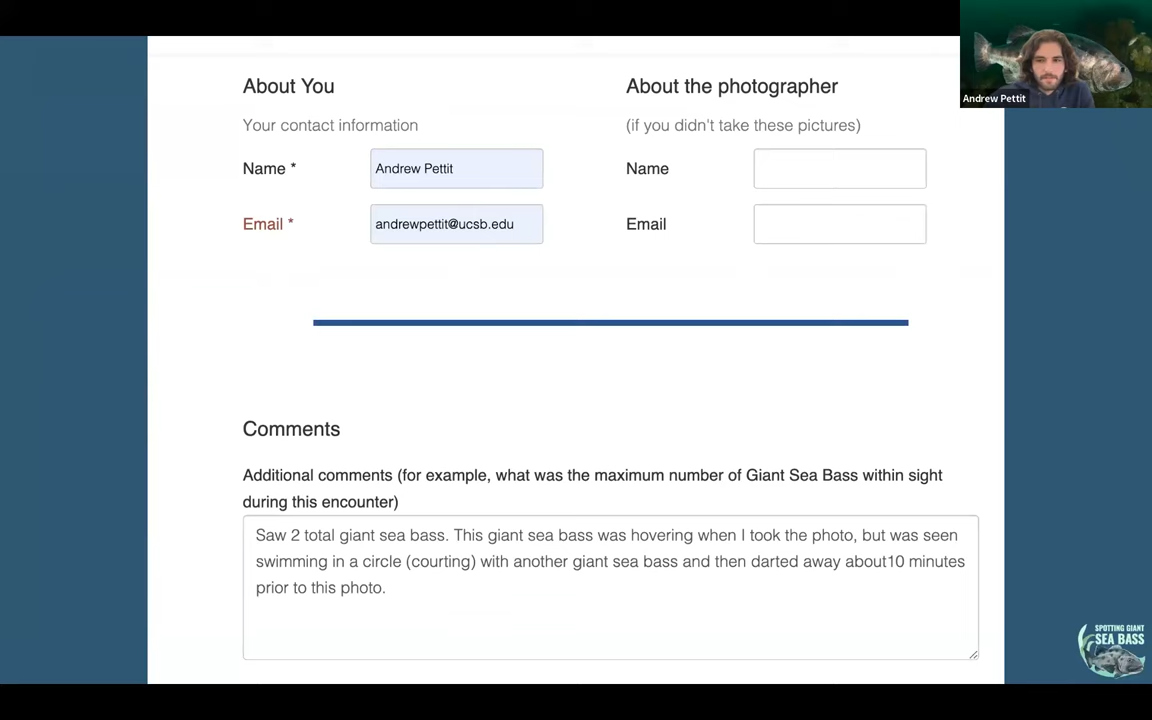 Andrew Pettit
About You
Your contact information
Name *
Andrew Pettit
Email *
andrewpettit@ucsb.edu
About the photographer
(if you didn't take these pictures)
Name
Email
Comments
Additional comments (for example, what was the maximum number of Giant Sea Bass within sight
during this encounter)
Saw 2 total giant sea bass. This giant sea bass was hovering when I took the photo, but was seen
swimming in a circle (courting) with another giant sea bass and then darted away about10 minutes
prior to this photo.
SPOTTING GIANT
SEA BASS